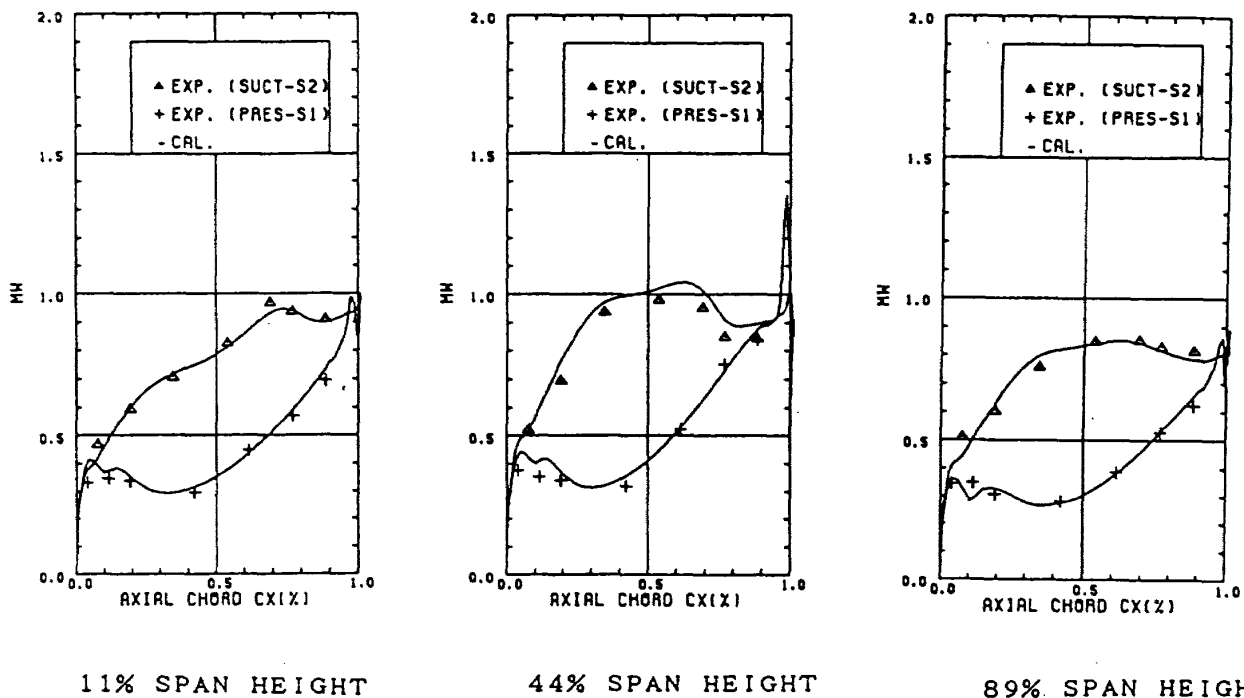 2.0
▲ EXP. (SUCT-S2)
+ EXP. (PRES-S1)
- CAL.
1.5
MW
1.0
0.5
0.0
0.0 0.5 1.0
AXIAL CHORD CX(%)
11% SPAN HEIGHT
2.0
▲ EXP. (SUCT-S2)
+ EXP. (PRES-S1)
- CAL.
1.5
MW
1.0
0.5
0.0
0.0 0.5 1.0
AXIAL CHORD CX(%)
44% SPAN HEIGHT
2.0
▲ EXP. (SUCT-S2)
+ EXP. (PRES-S1)
- CAL.
1.5
MW
1.0
0.5
0.0
0.0 0.5 1.0
AXIAL CHORD CX(%)
89% SPAN HEIGH